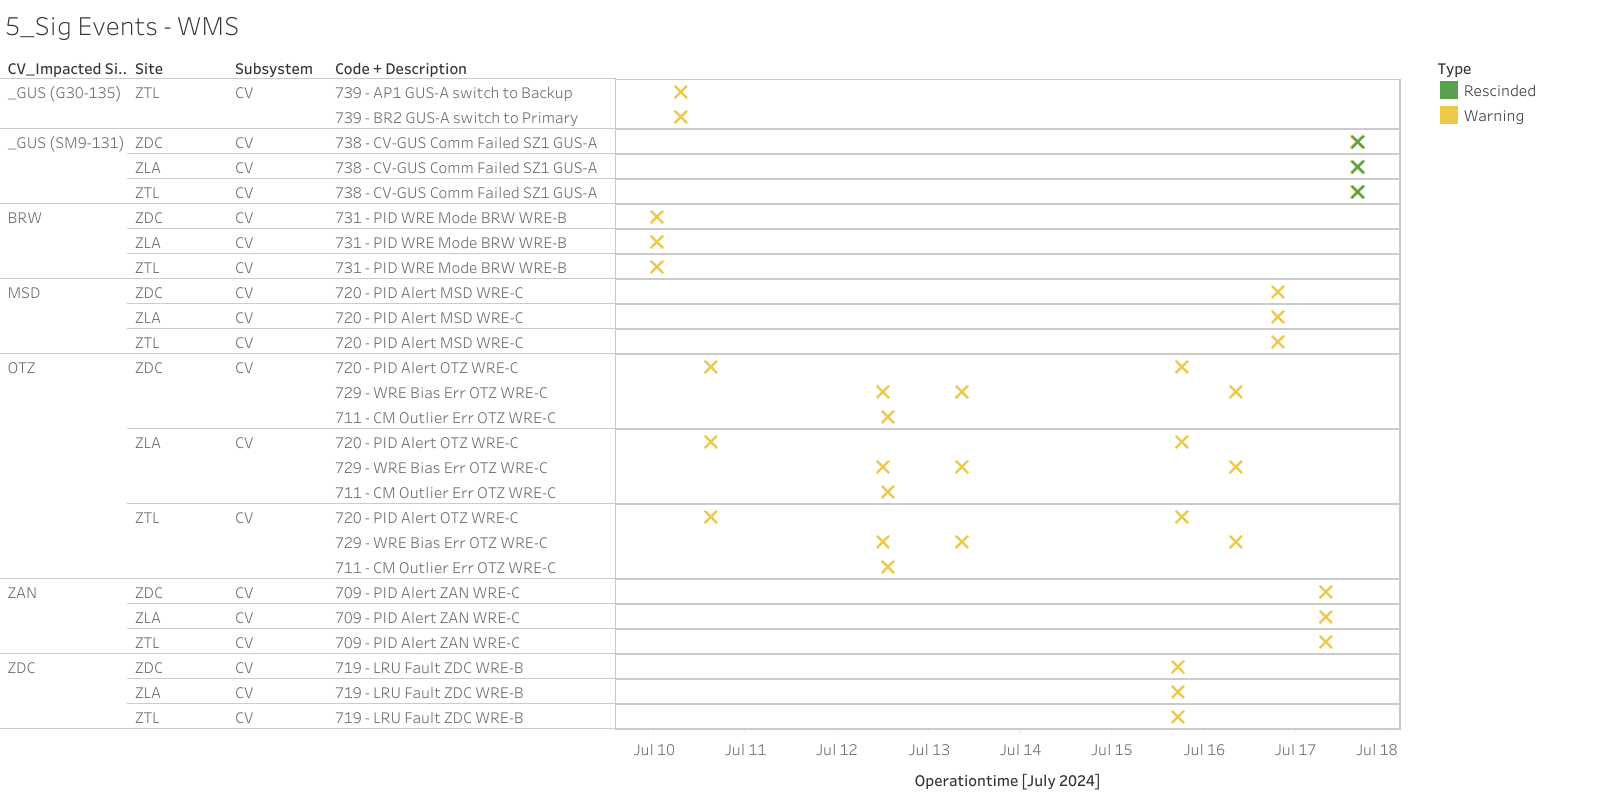 5_Sig Events - WMS
CV_Impacted Si.. Site Subsystem Code + Description
Type
Rescinded
Warning
_GUS (G30-135) ZTL CV 739 - AP1 GUS-A switch to Backup
739 - BR2 GUS-A switch to Primary
_GUS (SM9-131) ZDC CV 738 - CV-GUS Comm Failed SZ1 GUS-A
ZLA CV 738 - CV-GUS Comm Failed SZ1 GUS-A
ZTL CV 738 - CV-GUS Comm Failed SZ1 GUS-A
BRW ZDC CV 731 - PID WRE Mode BRW WRE-B
ZLA CV 731 - PID WRE Mode BRW WRE-B
ZTL CV 731 - PID WRE Mode BRW WRE-B
MSD ZDC CV 720 - PID Alert MSD WRE-C
ZLA CV 720 - PID Alert MSD WRE-C
ZTL CV 720 - PID Alert MSD WRE-C
OTZ ZDC CV 720 - PID Alert OTZ WRE-C
729 - WRE Bias Err OTZ WRE-C
711 - CM Outlier Err OTZ WRE-C
ZLA CV 720 - PID Alert OTZ WRE-C
729 - WRE Bias Err OTZ WRE-C
711 - CM Outlier Err OTZ WRE-C
ZTL CV 720 - PID Alert OTZ WRE-C
729 - WRE Bias Err OTZ WRE-C
711 - CM Outlier Err OTZ WRE-C
ZAN ZDC CV 709 - PID Alert ZAN WRE-C
ZLA CV 709 - PID Alert ZAN WRE-C
ZTL CV 709 - PID Alert ZAN WRE-C
ZDC ZDC CV 719 - LRU Fault ZDC WRE-B
ZLA CV 719 - LRU Fault ZDC WRE-B
ZTL CV 719 - LRU Fault ZDC WRE-B
Jul 10 Jul 11 Jul 12 Jul 13 Jul 14 Jul 15 Jul 16 Jul 17 Jul 18
Operationtime [July 2024]